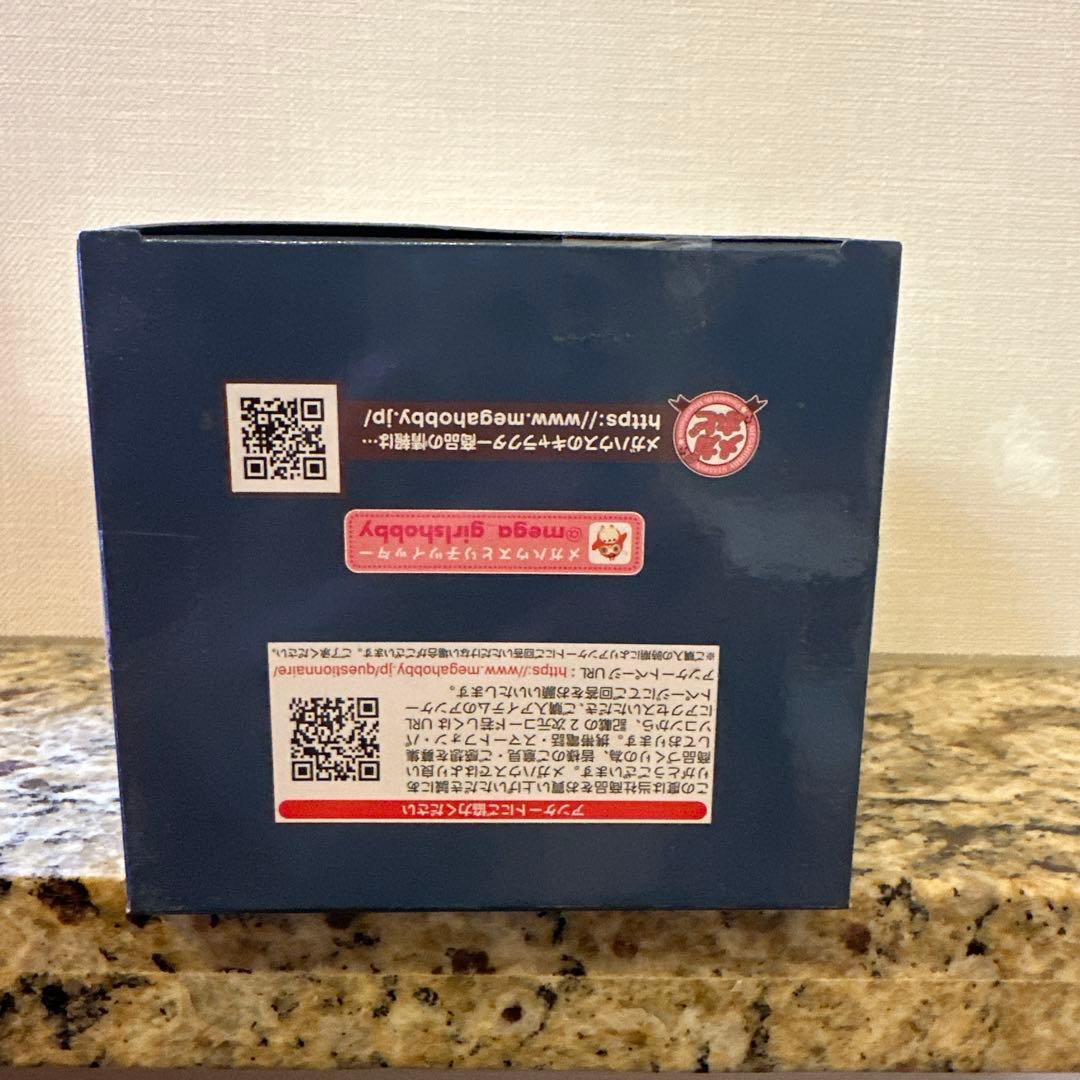 アンケートにご協力ください
この度は当社商品をお買い上げいただき誠にあ
りがとうございます。メガハウスではより良い
商品づくりの為、皆様のご意見・ご感想を募集
しております。携帯電話・スマートフォン・パ
ソコンから、記載の2次元コード若しくはURL
にアクセスいただき、ご購入アイテムのアンケー
トページにてご回答をお願いいたします。
アンケートページURL：https://www.megahobby.jp/questionnaire/
※ご購入の時期によりアンケートにご回答いただけない場合がございます。ご了承ください。
メガハウスとりデツイッター
@mega_girlshobby
メガハウスのキャラクター商品の情報は…
https://www.megahobby.jp/